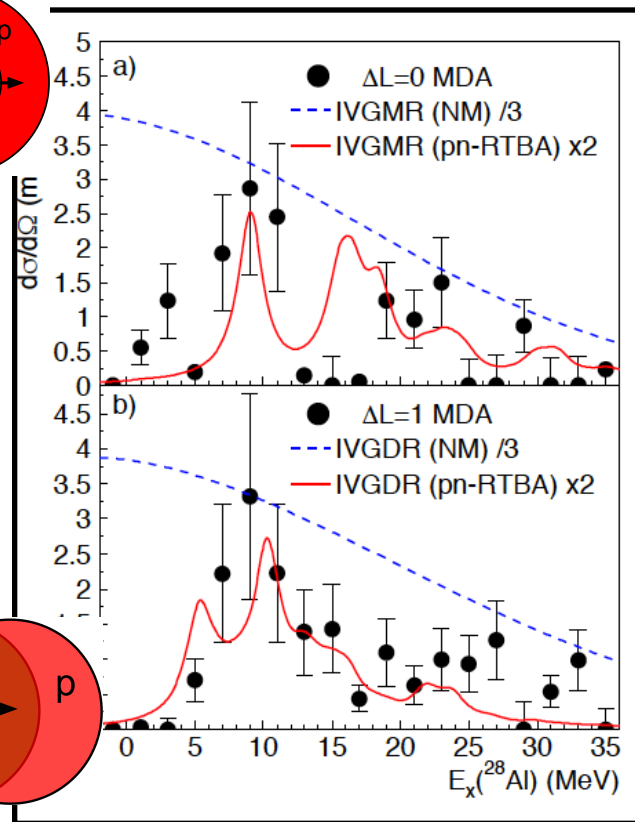 p
5
a)
ΔL=0 MDA
4.5
IVGMR (NM) /3
4
IVGMR (pn-RTBA) x2
3.5
3
2.5
2
1.5
1
0.5
0
dσ/dΩ (m
b)
ΔL=1 MDA
4.5
IVGDR (NM) /3
4
IVGDR (pn-RTBA) x2
3.5
3
2.5
2
p
0 5 10 15 20 25 30 35
Eₓ(²⁸Al) (MeV)